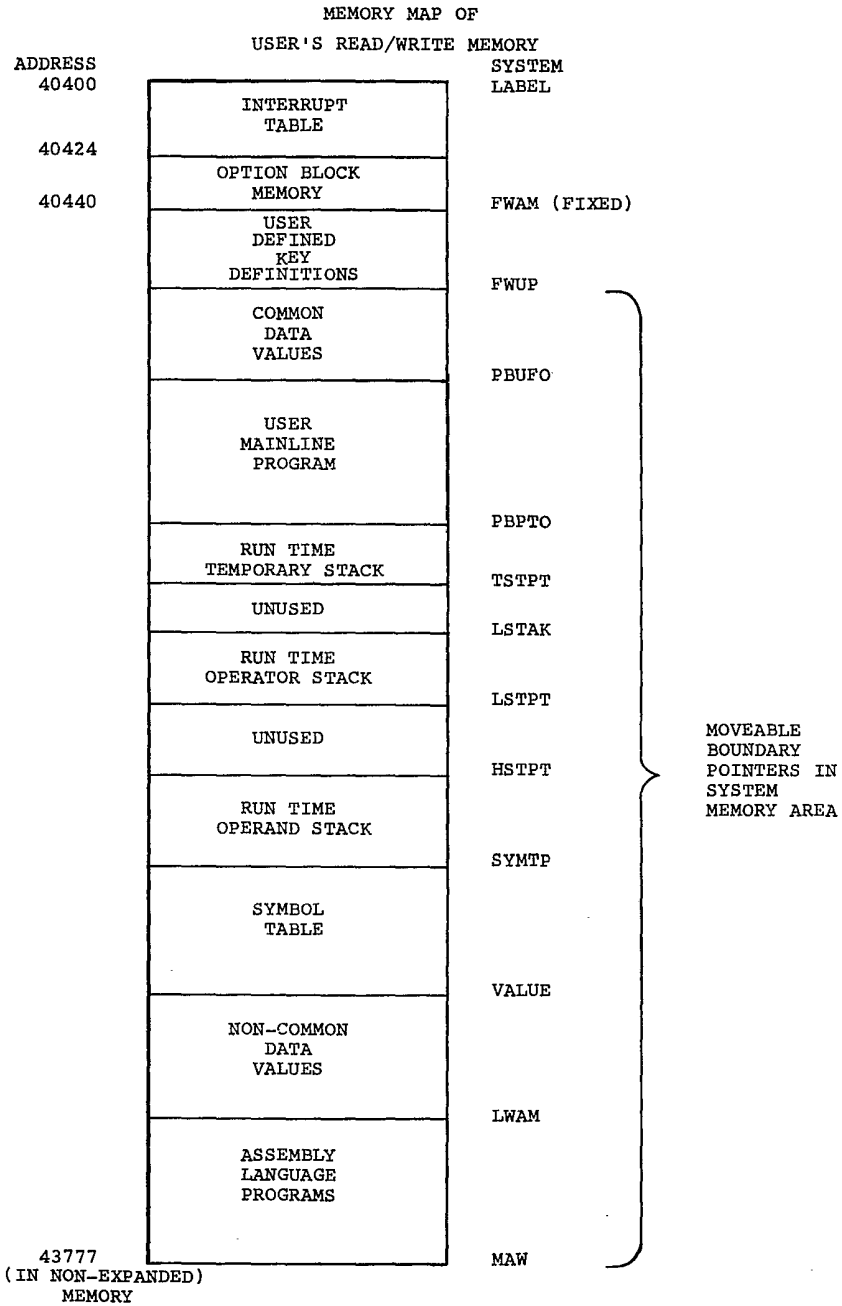 MEMORY MAP OF
USER'S READ/WRITE MEMORY
ADDRESS
SYSTEM
LABEL
40400
INTERRUPT
TABLE
40424
OPTION BLOCK
MEMORY
40440
FWAM (FIXED)
USER
DEFINED
KEY
DEFINITIONS
FWUP
COMMON
DATA
VALUES
PBUFO
USER
MAINLINE
PROGRAM
PBPTO
RUN TIME
TEMPORARY STACK
TSTPT
UNUSED
LSTAK
RUN TIME
OPERATOR STACK
LSTPT
UNUSED
HSTPT
MOVEABLE
BOUNDARY
POINTERS IN
SYSTEM
MEMORY AREA
RUN TIME
OPERAND STACK
SYMTP
SYMBOL
TABLE
VALUE
NON-COMMON
DATA
VALUES
LWAM
ASSEMBLY
LANGUAGE
PROGRAMS
43777
(IN NON-EXPANDED)
MEMORY
MAW